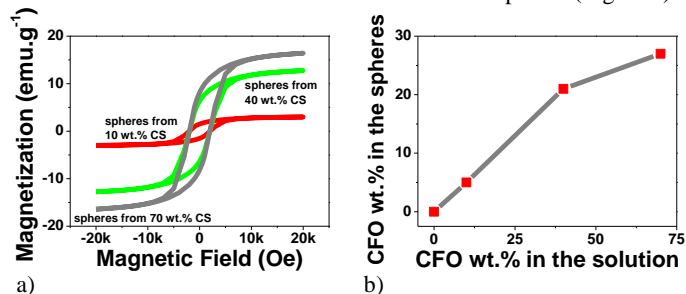 Magnetization (emu.g⁻¹)
20
10
0
-10
-20
spheres from
40 wt.% CS
spheres from
10 wt.% CS
spheres from 70 wt.% CS
-20k -10k 0 10k 20k
Magnetic Field (Oe)
a)
CFO wt.% in the spheres
30
20
10
0
0 25 50 75
CFO wt.% in the solution
b)